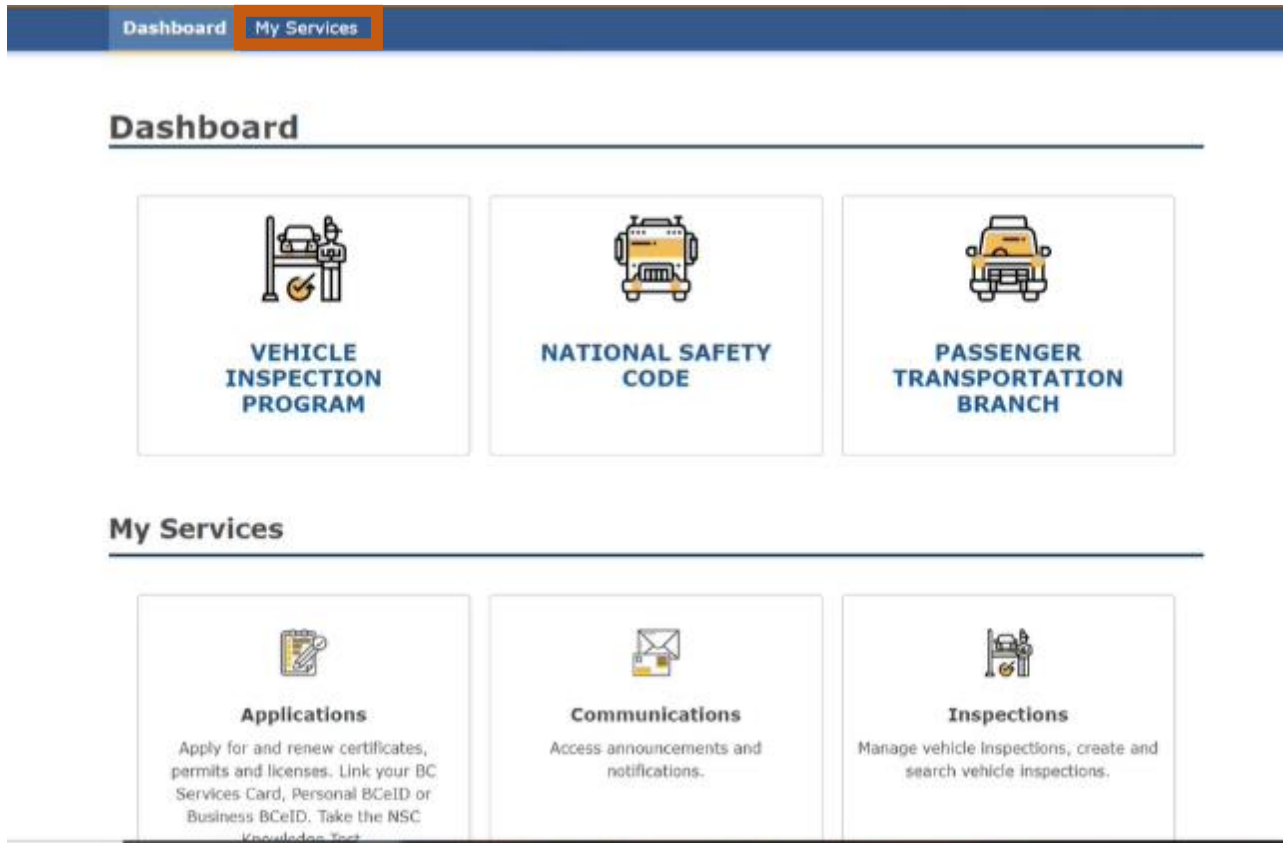 Dashboard My Services
Dashboard
VEHICLE
INSPECTION
PROGRAM
NATIONAL SAFETY
CODE
PASSENGER
TRANSPORTATION
BRANCH
My Services
Applications
Apply for and renew certificates,
permits and licenses. Link your BC
Services Card, Personal BCeID or
Business BCeID. Take the NSC
Knowledge Test
Communications
Access announcements and
notifications.
Inspections
Manage vehicle inspections, create and
search vehicle inspections.